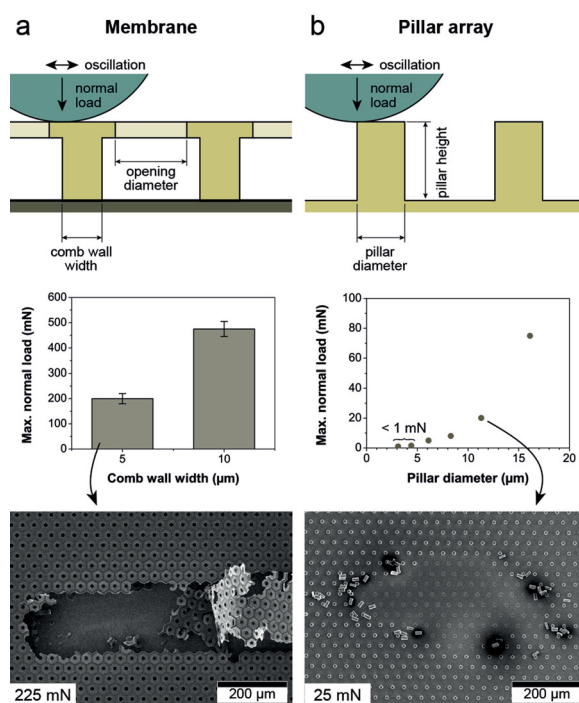 a Membrane
oscillation
normal
load
opening
diameter
comb wall
width
Max. normal load (mN)
600
500
400
300
200
100
0
5 10
Comb wall width (µm)
225 mN
200 µm
b Pillar array
oscillation
normal
load
pillar height
pillar
diameter
Max. normal load (mN)
100
80
60
40
20
0
< 1 mN
0 5 10 15 20
Pillar diameter (µm)
25 mN
200 µm